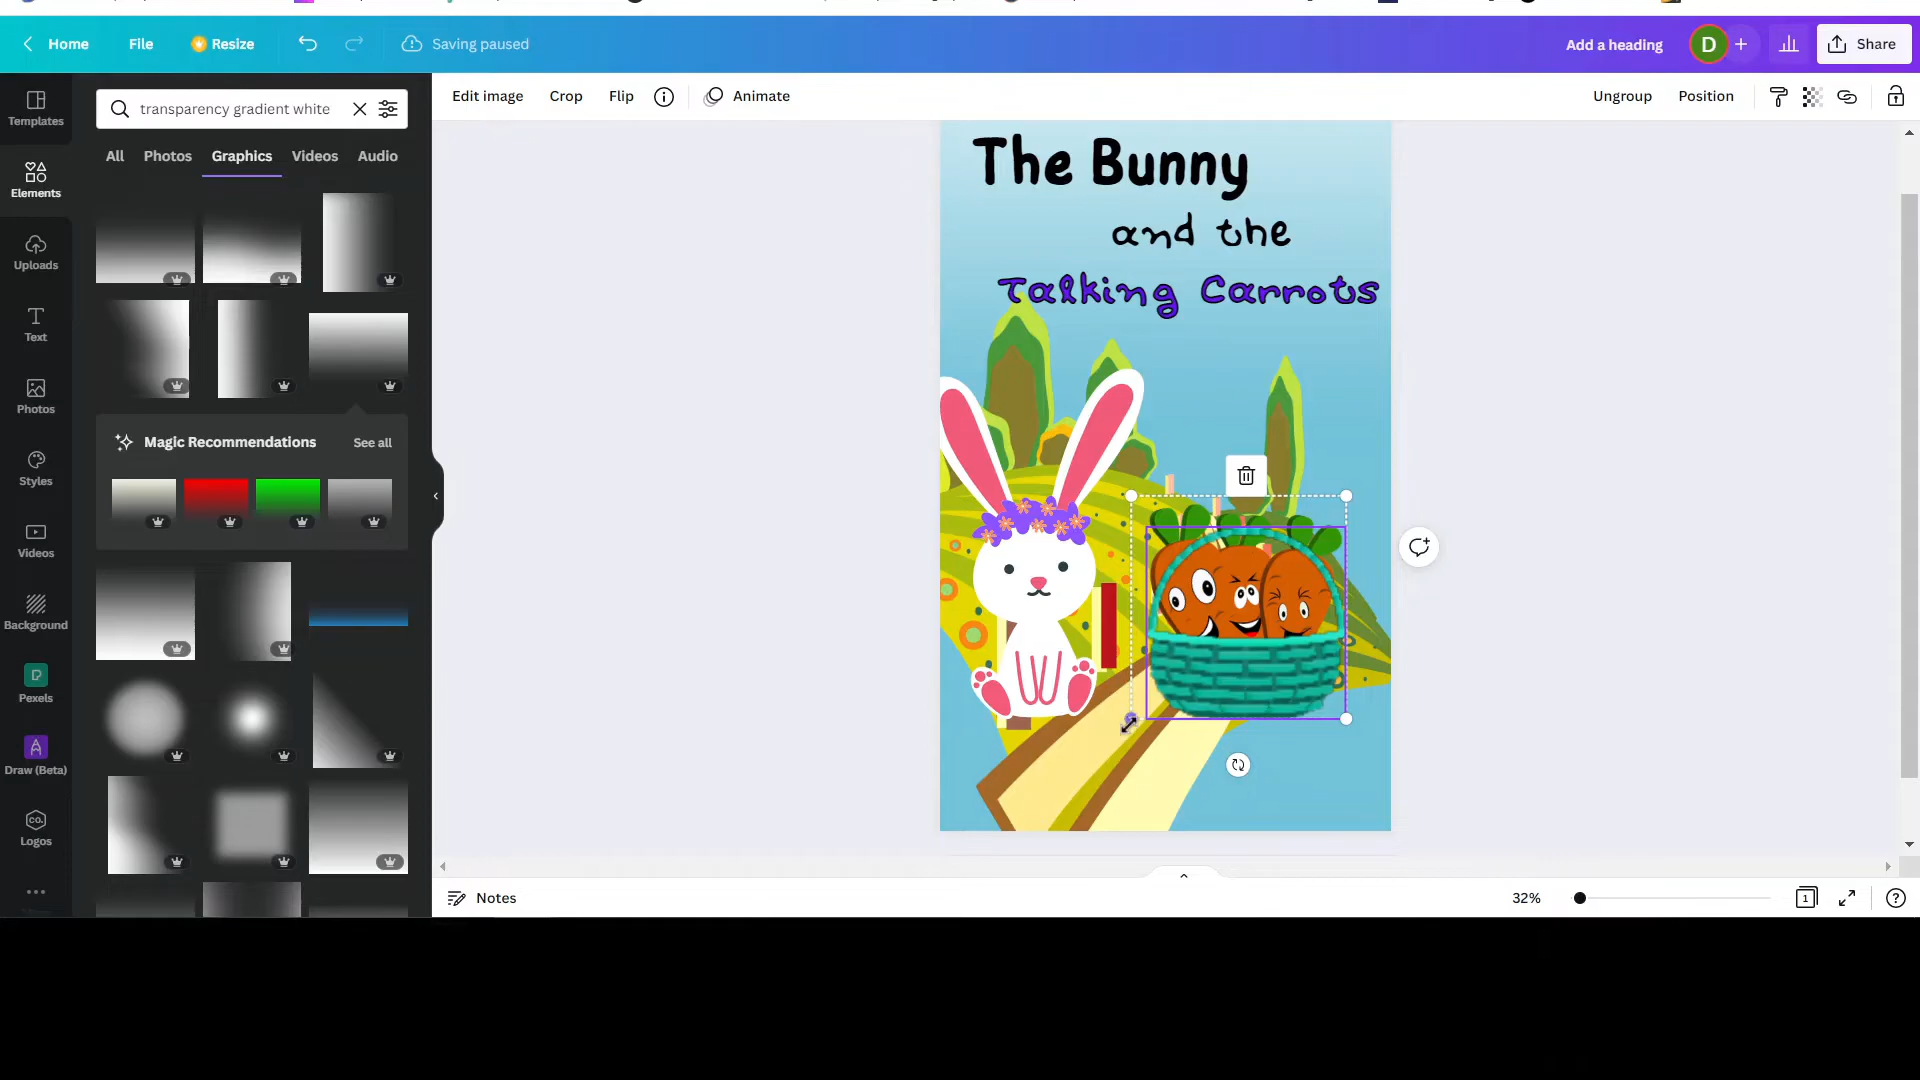 Home
File
Resize
Saving paused
Add a heading
D
Share
Templates
Elements
Uploads
Text
Photos
Styles
Videos
Background
Pexels
Draw (Beta)
CO.
Logos
transparency gradient white
All
Photos
Graphics
Videos
Audio
Magic Recommendations
See all
Edit image
Crop
Flip
Animate
Ungroup
Position
The Bunny
and the
Talking Carrots
Notes
32%
1